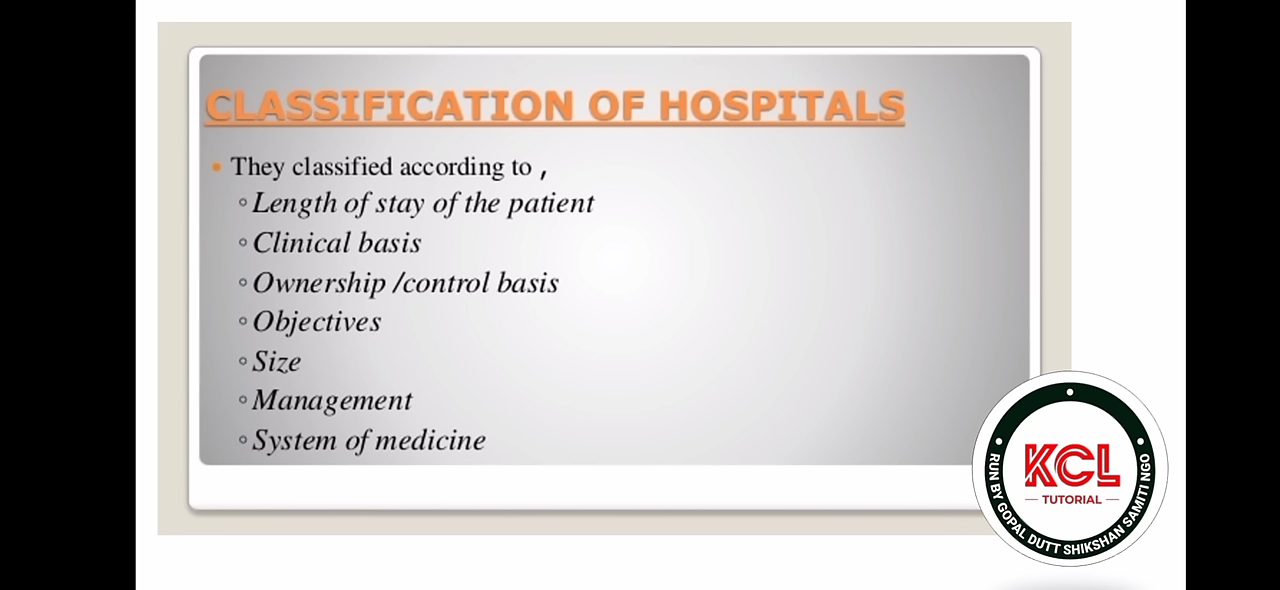 CLASSIFICATION OF HOSPITALS
They classified according to ,
Length of stay of the patient
Clinical basis
Ownership /control basis
Objectives
Size
Management
System of medicine
KCL
TUTORIAL
RUN BY GOPAL DUTT SHIKSHAN SAMITI NGO